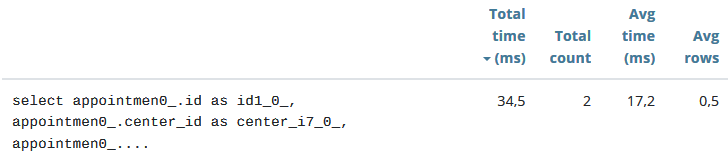 Total time (ms) Total count Avg time (ms) Avg rows
select appointmen0_.id as id1_0_, 34,5 2 17,2 0,5
appointmen0_.center_id as center_i7_0_,
appointmen0_....